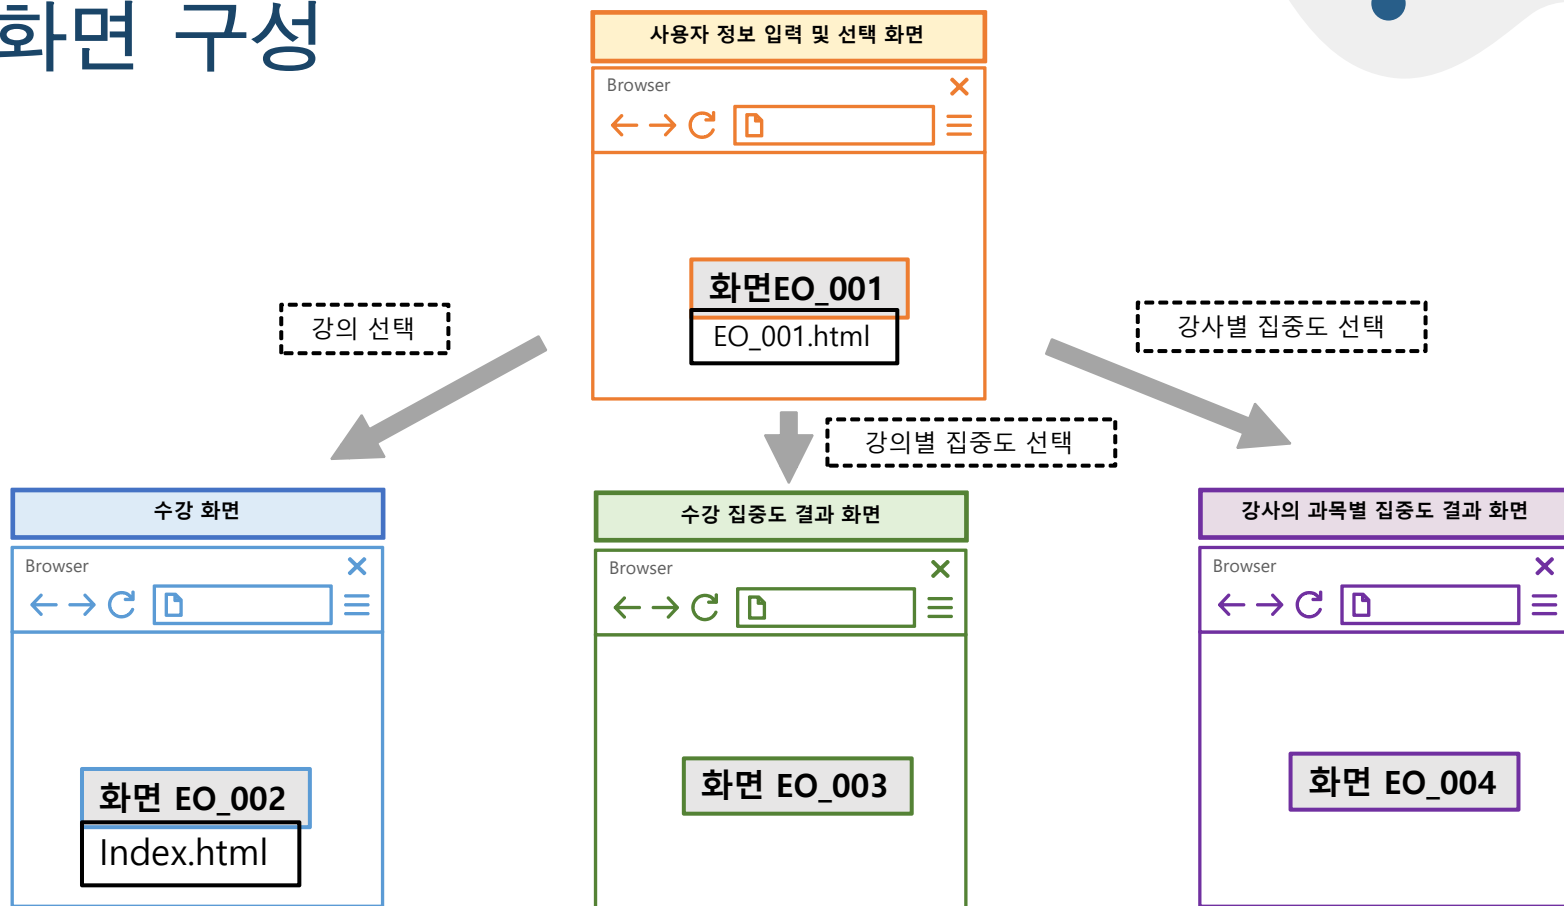 화면 구성
사용자 정보 입력 및 선택 화면
Browser
화면EO_001
EO_001.html
강의 선택
강사별 집중도 선택
강의별 집중도 선택
수강 화면
Browser
화면 EO_002
Index.html
수강 집중도 결과 화면
Browser
화면 EO_003
강사의 과목별 집중도 결과 화면
Browser
화면 EO_004